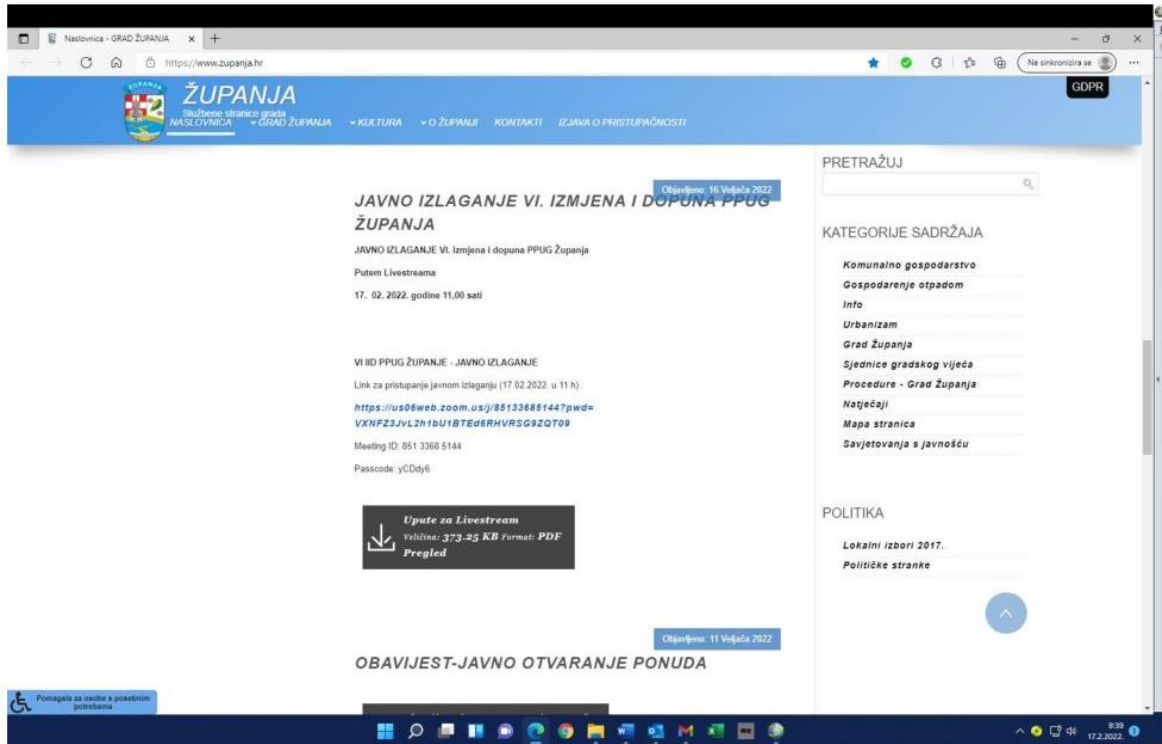 Naslovnica - GRAD ŽUPANJA
https://www.zupanja.hr
Ne sinkronizira se
GDPR
ŽUPANJA
Službene stranice grada
NASLOVNICA GRAD ŽUPANJA KULTURA O ŽUPANJI KONTAKTI IZJAVA O PRISTUPAČNOSTI
Objavljeno: 16 Veljača 2022
JAVNO IZLAGANJE VI. IZMJENA I DOPUNA PPUG
ŽUPANJA
JAVNO IZLAGANJE VI. Izmjena i dopuna PPUG Županja
Putem Livestreama
17. 02. 2022. godine 11,00 sati
VI IID PPUG ŽUPANJE - JAVNO IZLAGANJE
Link za pristupanje javnom izlaganju (17.02.2022. u 11 h) :
https://us06web.zoom.us/j/85133685144?pwd=
VXNFZ3JvL2h1bU1BTEd6RHVRSG9ZQT09
Meeting ID: 851 3368 5144
Passcode: yCDdy6
Upute za Livestream
Veličina: 373.25 KB Format: PDF
Pregled
Objavljeno: 11 Veljača 2022
OBAVIJEST-JAVNO OTVARANJE PONUDA
PRETRAŽUJ
KATEGORIJE SADRŽAJA
Komunalno gospodarstvo
Gospodarenje otpadom
Info
Urbanizam
Grad Županja
Sjednice gradskog vijeća
Procedure - Grad Županja
Natječaji
Mapa stranica
Savjetovanja s javnošću
POLITIKA
Lokalni izbori 2017.
Političke stranke
Pomagala za osobe s posebnim
potrebama
9:39
17.2.2022.